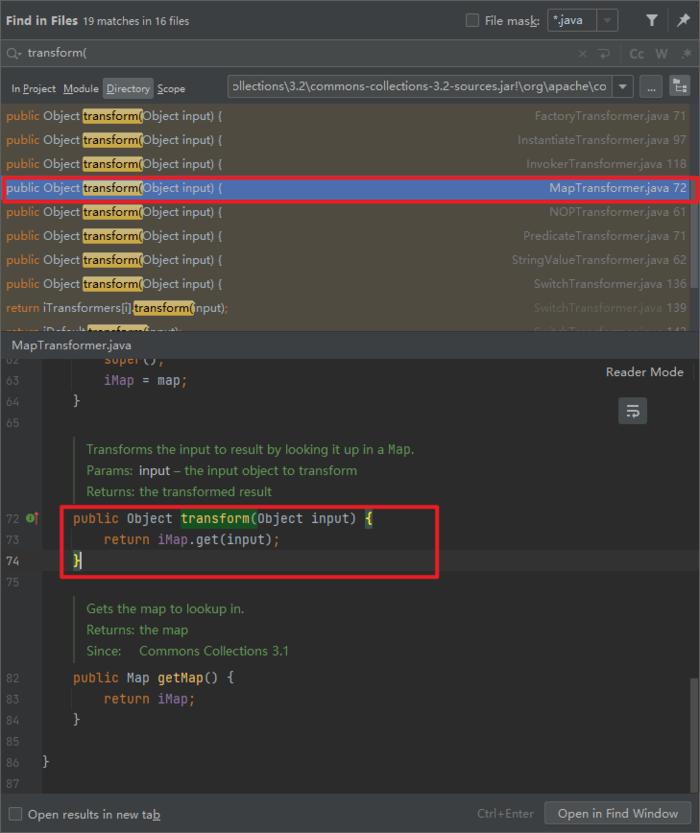 Find in Files 19 matches in 16 files File mask: *.java
transform( Cc W .*
In Project Module Directory Scope ollections\3.2\commons-collections-3.2-sources.jar!\org\apache\co ...
public Object transform(Object input) { FactoryTransformer.java 71
public Object transform(Object input) { InstantiateTransformer.java 97
public Object transform(Object input) { InvokerTransformer.java 118
public Object transform(Object input) { MapTransformer.java 72
public Object transform(Object input) { NOPTransformer.java 61
public Object transform(Object input) { PredicateTransformer.java 71
public Object transform(Object input) { StringValueTransformer.java 62
public Object transform(Object input) { SwitchTransformer.java 136
return iTransformers[i].transform(input); SwitchTransformer.java 139
return iDefault.transform(input); SwitchTransformer.java 142
MapTransformer.java
62 super();
Reader Mode
63 iMap = map;
64 }
65
Transforms the input to result by looking it up in a Map.
Params: input – the input object to transform
Returns: the transformed result
72 public Object transform(Object input) {
73 return iMap.get(input);
74 }
75
Gets the map to lookup in.
Returns: the map
Since: Commons Collections 3.1
82 public Map getMap() {
83 return iMap;
84 }
85
86 }
87
Open results in new tab Ctrl+Enter Open in Find Window